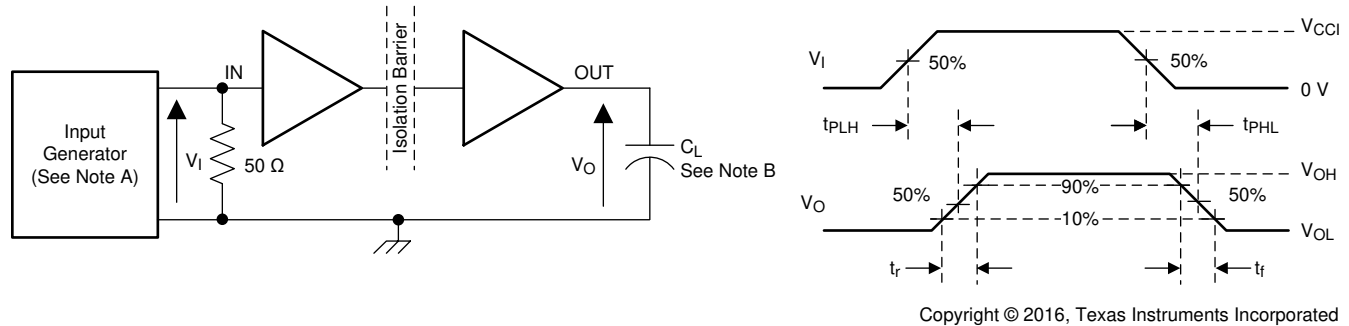 Input
Generator
(See Note A)
V_I
IN
50 Ω
Isolation Barrier
OUT
V_O
C_L
See Note B
V_I
50%
50%
V_CCI
0 V
t_PLH
t_PHL
V_O
50%
90%
10%
50%
V_OH
V_OL
t_r
t_f
Copyright © 2016, Texas Instruments Incorporated